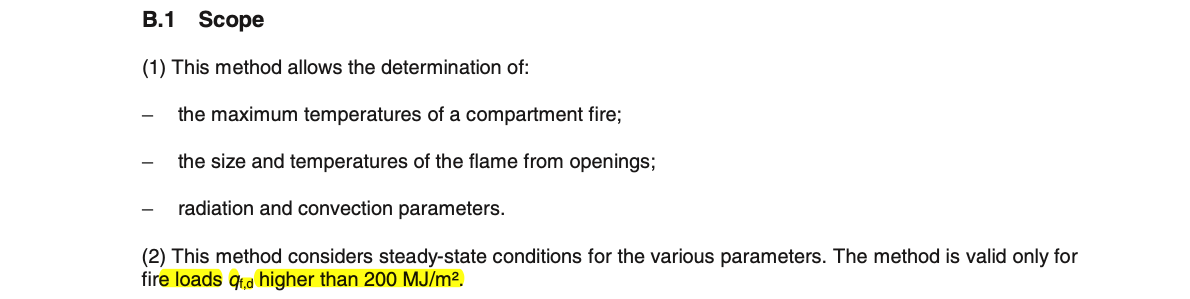 B.1 Scope
(1) This method allows the determination of:
– the maximum temperatures of a compartment fire;
– the size and temperatures of the flame from openings;
– radiation and convection parameters.
(2) This method considers steady-state conditions for the various parameters. The method is valid only for
fire loads qf,d higher than 200 MJ/m².